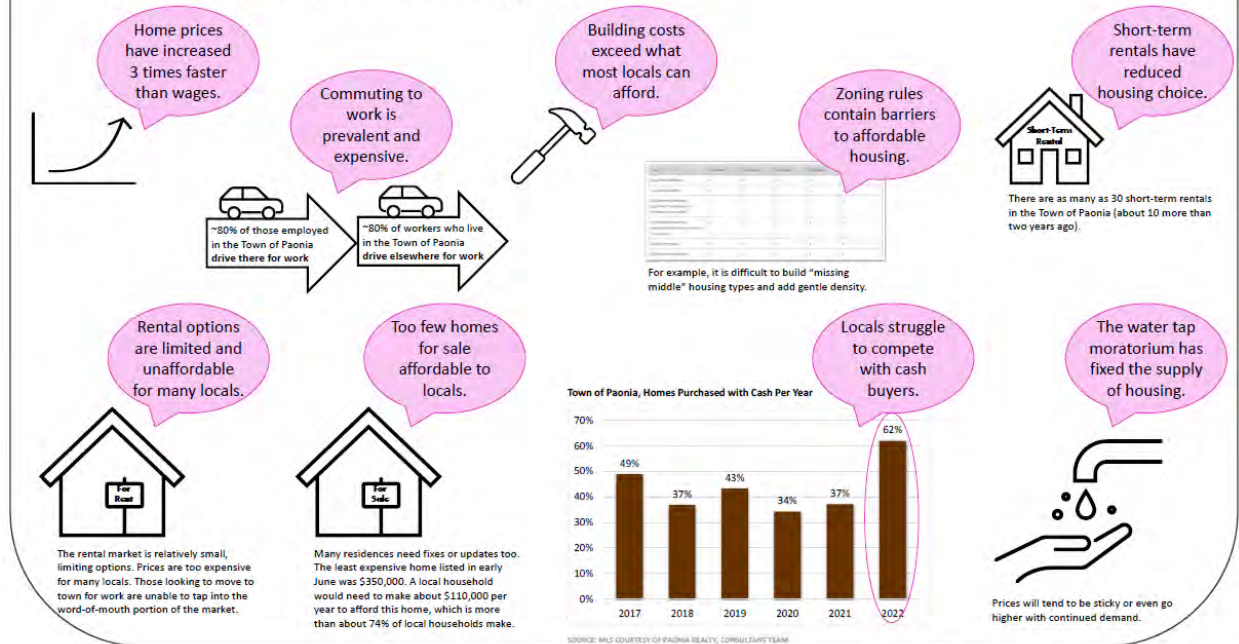 Home prices
have increased
3 times faster
than wages.
Commuting to
work is
prevalent and
expensive.
~80% of those employed
in the Town of Paonia
drive there for work
~80% of workers who live
in the Town of Paonia
drive elsewhere for work
Building costs
exceed what
most locals can
afford.
Zoning rules
contain barriers
to affordable
housing.
For example, it is difficult to build “missing
middle” housing types and add gentle density.
Short-term
rentals have
reduced
housing choice.
Short-Term
Rental
There are as many as 30 short-term rentals
in the Town of Paonia (about 10 more than
two years ago).
Rental options
are limited and
unaffordable
for many locals.
For
Rent
The rental market is relatively small,
limiting options. Prices are too expensive
for many locals. Those looking to move to
town for work are unable to tap into the
word-of-mouth portion of the market.
Too few homes
for sale
affordable to
locals.
For
Sale
Many residences need fixes or updates too.
The least expensive home listed in early
June was $350,000. A local household
would need to make about $110,000 per
year to afford this home, which is more
than about 74% of local households make.
Locals struggle
to compete
with cash
buyers.
Town of Paonia, Homes Purchased with Cash Per Year
70%
60%
50%
40%
30%
20%
10%
0%
49%
37%
43%
34%
37%
62%
2017 2018 2019 2020 2021 2022
SOURCE: MLS COURTESY OF PAONIA REALTY, CONSULTANT TEAM
The water tap
moratorium has
fixed the supply
of housing.
Prices will tend to be sticky or even go
higher with continued demand.